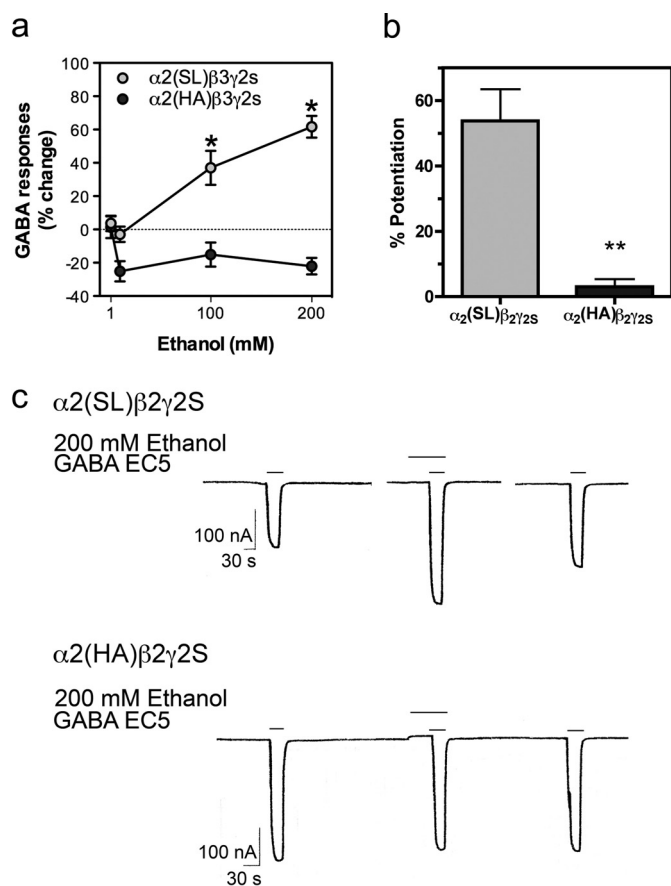 a
100
80
60
40
20
0
-20
-40
GABA responses
(% change)
α2(SL)β3γ2s
α2(HA)β3γ2s
*
*
1
100
200
Ethanol (mM)
b
60
40
20
0
% Potentiation
**
α2(SL)β2γ2S
α2(HA)β2γ2S
c
α2(SL)β2γ2S
200 mM Ethanol
GABA EC5
100 nA
30 s
α2(HA)β2γ2S
200 mM Ethanol
GABA EC5
100 nA
30 s